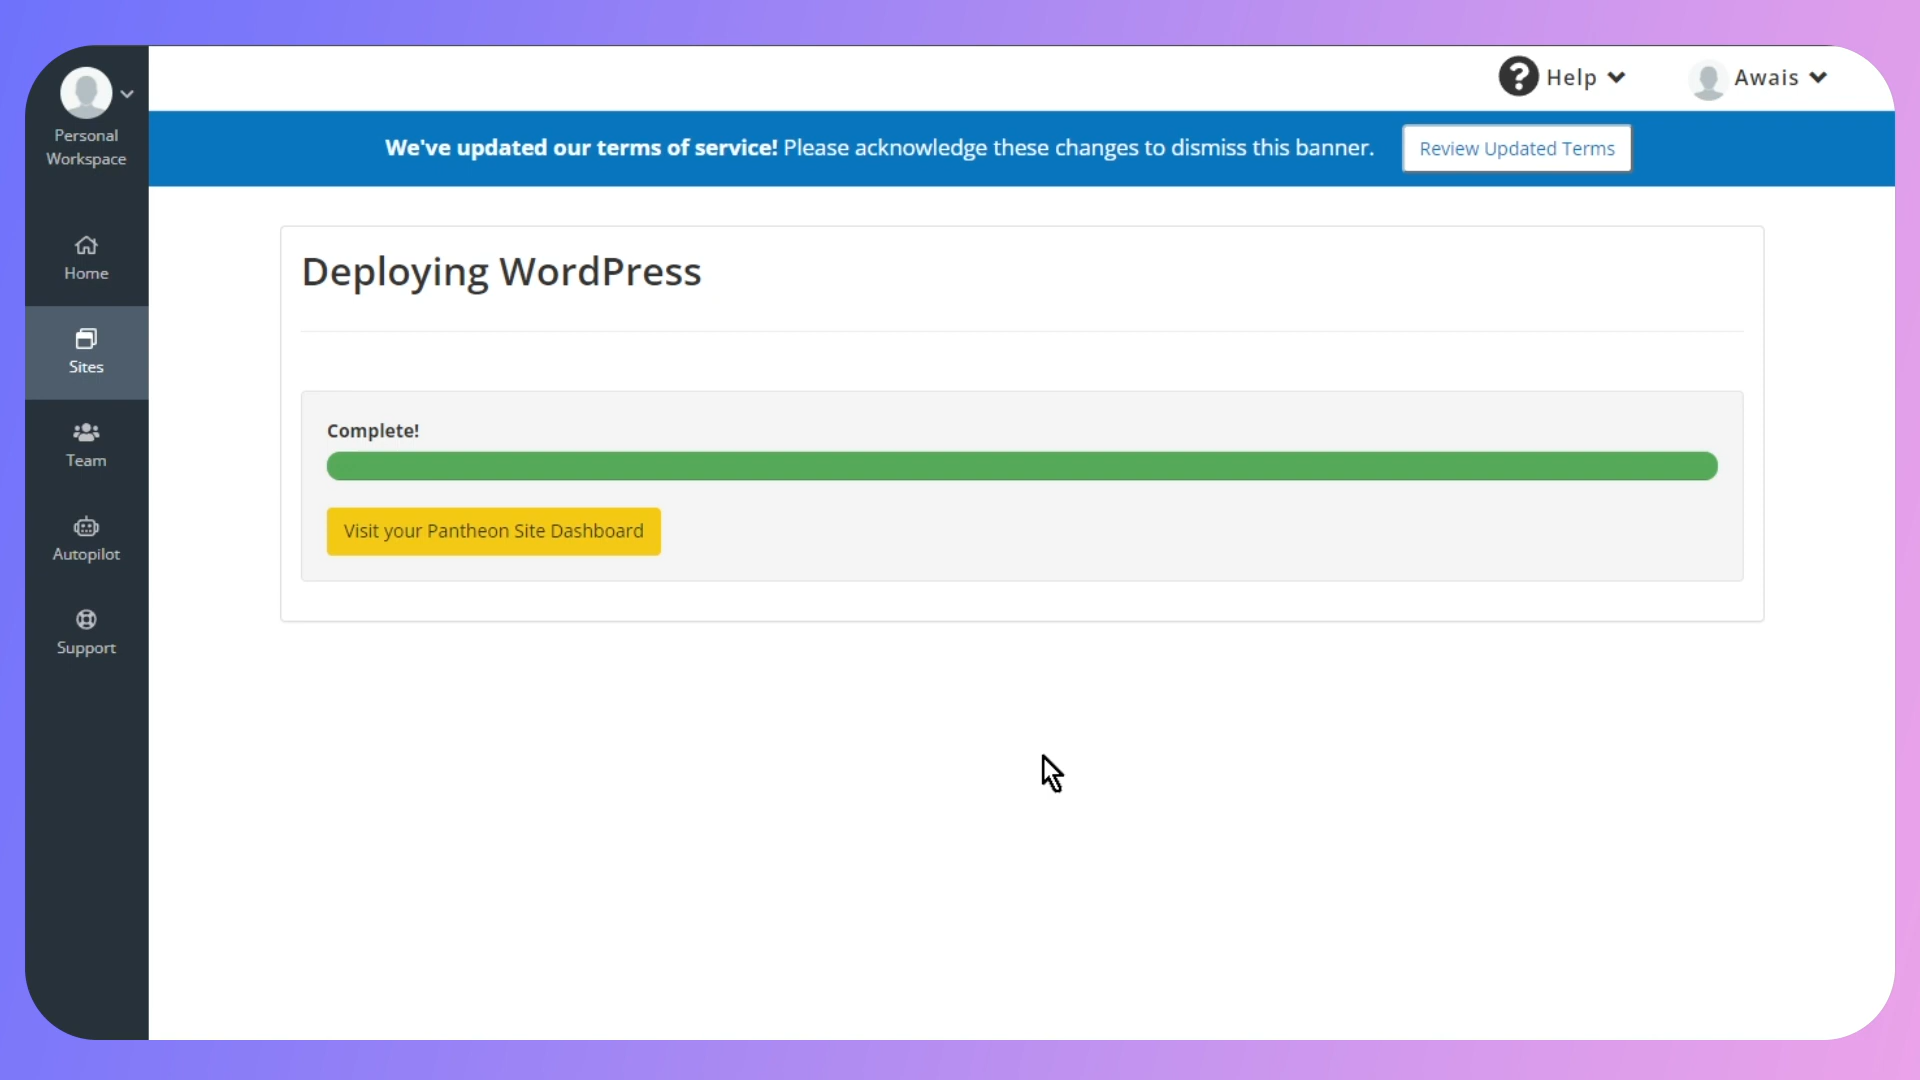 Personal
Workspace
Home
Sites
Team
Autopilot
Support
? Help
Awais
We've updated our terms of service! Please acknowledge these changes to dismiss this banner.
Review Updated Terms
Deploying WordPress
Complete!
Visit your Pantheon Site Dashboard